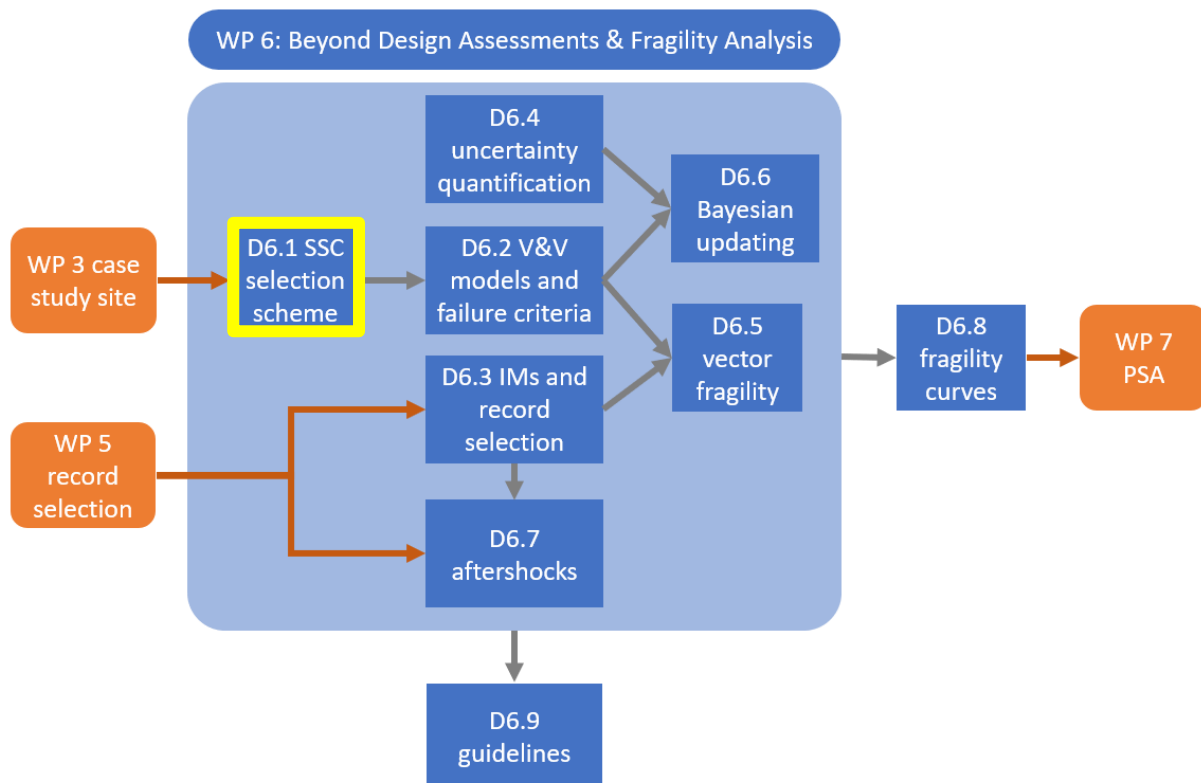 WP 6: Beyond Design Assessments & Fragility Analysis
D6.4
uncertainty
quantification
D6.6
Bayesian
updating
WP 3 case
study site
D6.1 SSC
selection
scheme
D6.2 V&V
models and
failure criteria
D6.5
vector
fragility
D6.8
fragility
curves
WP 7
PSA
D6.3 IMs and
record
selection
WP 5
record
selection
D6.7
aftershocks
D6.9
guidelines